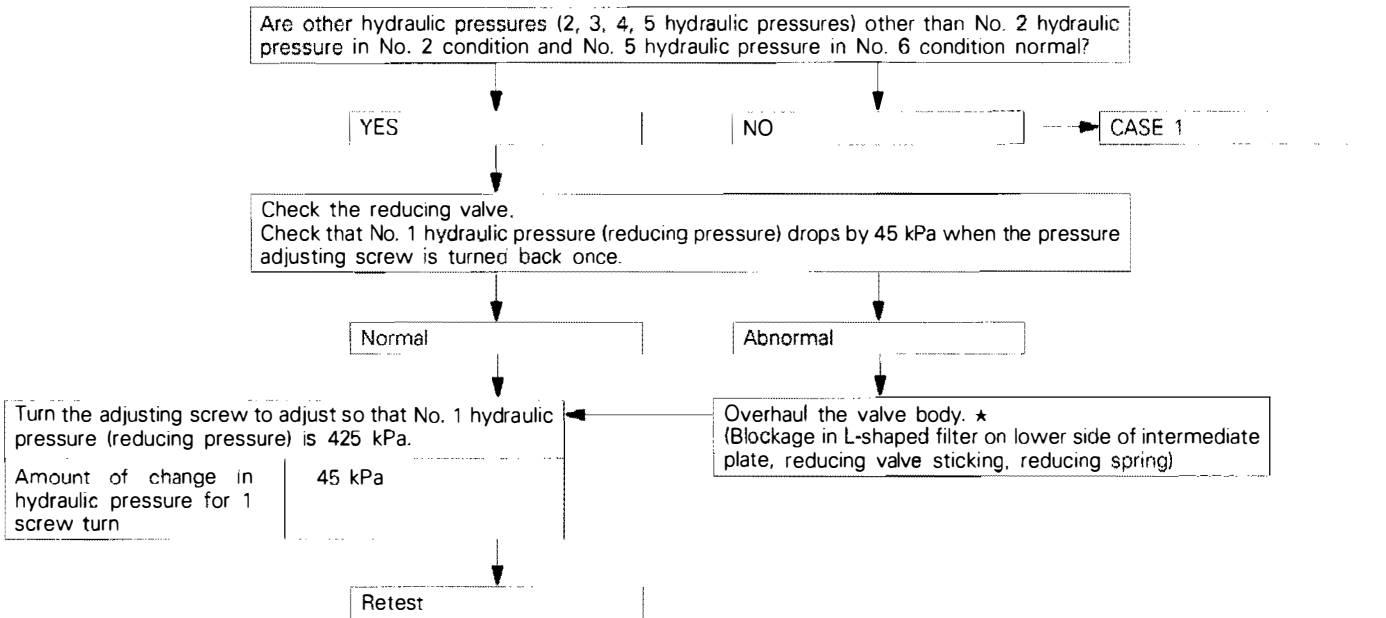 Are other hydraulic pressures (2, 3, 4, 5 hydraulic pressures) other than No. 2 hydraulic
pressure in No. 2 condition and No. 5 hydraulic pressure in No. 6 condition normal?
YES
NO
CASE 1
Check the reducing valve.
Check that No. 1 hydraulic pressure (reducing pressure) drops by 45 kPa when the pressure
adjusting screw is turned back once.
Normal
Abnormal
Turn the adjusting screw to adjust so that No. 1 hydraulic
pressure (reducing pressure) is 425 kPa.
Amount of change in
hydraulic pressure for 1
screw turn
45 kPa
Overhaul the valve body. ★
(Blockage in L-shaped filter on lower side of intermediate
plate, reducing valve sticking, reducing spring)
Retest